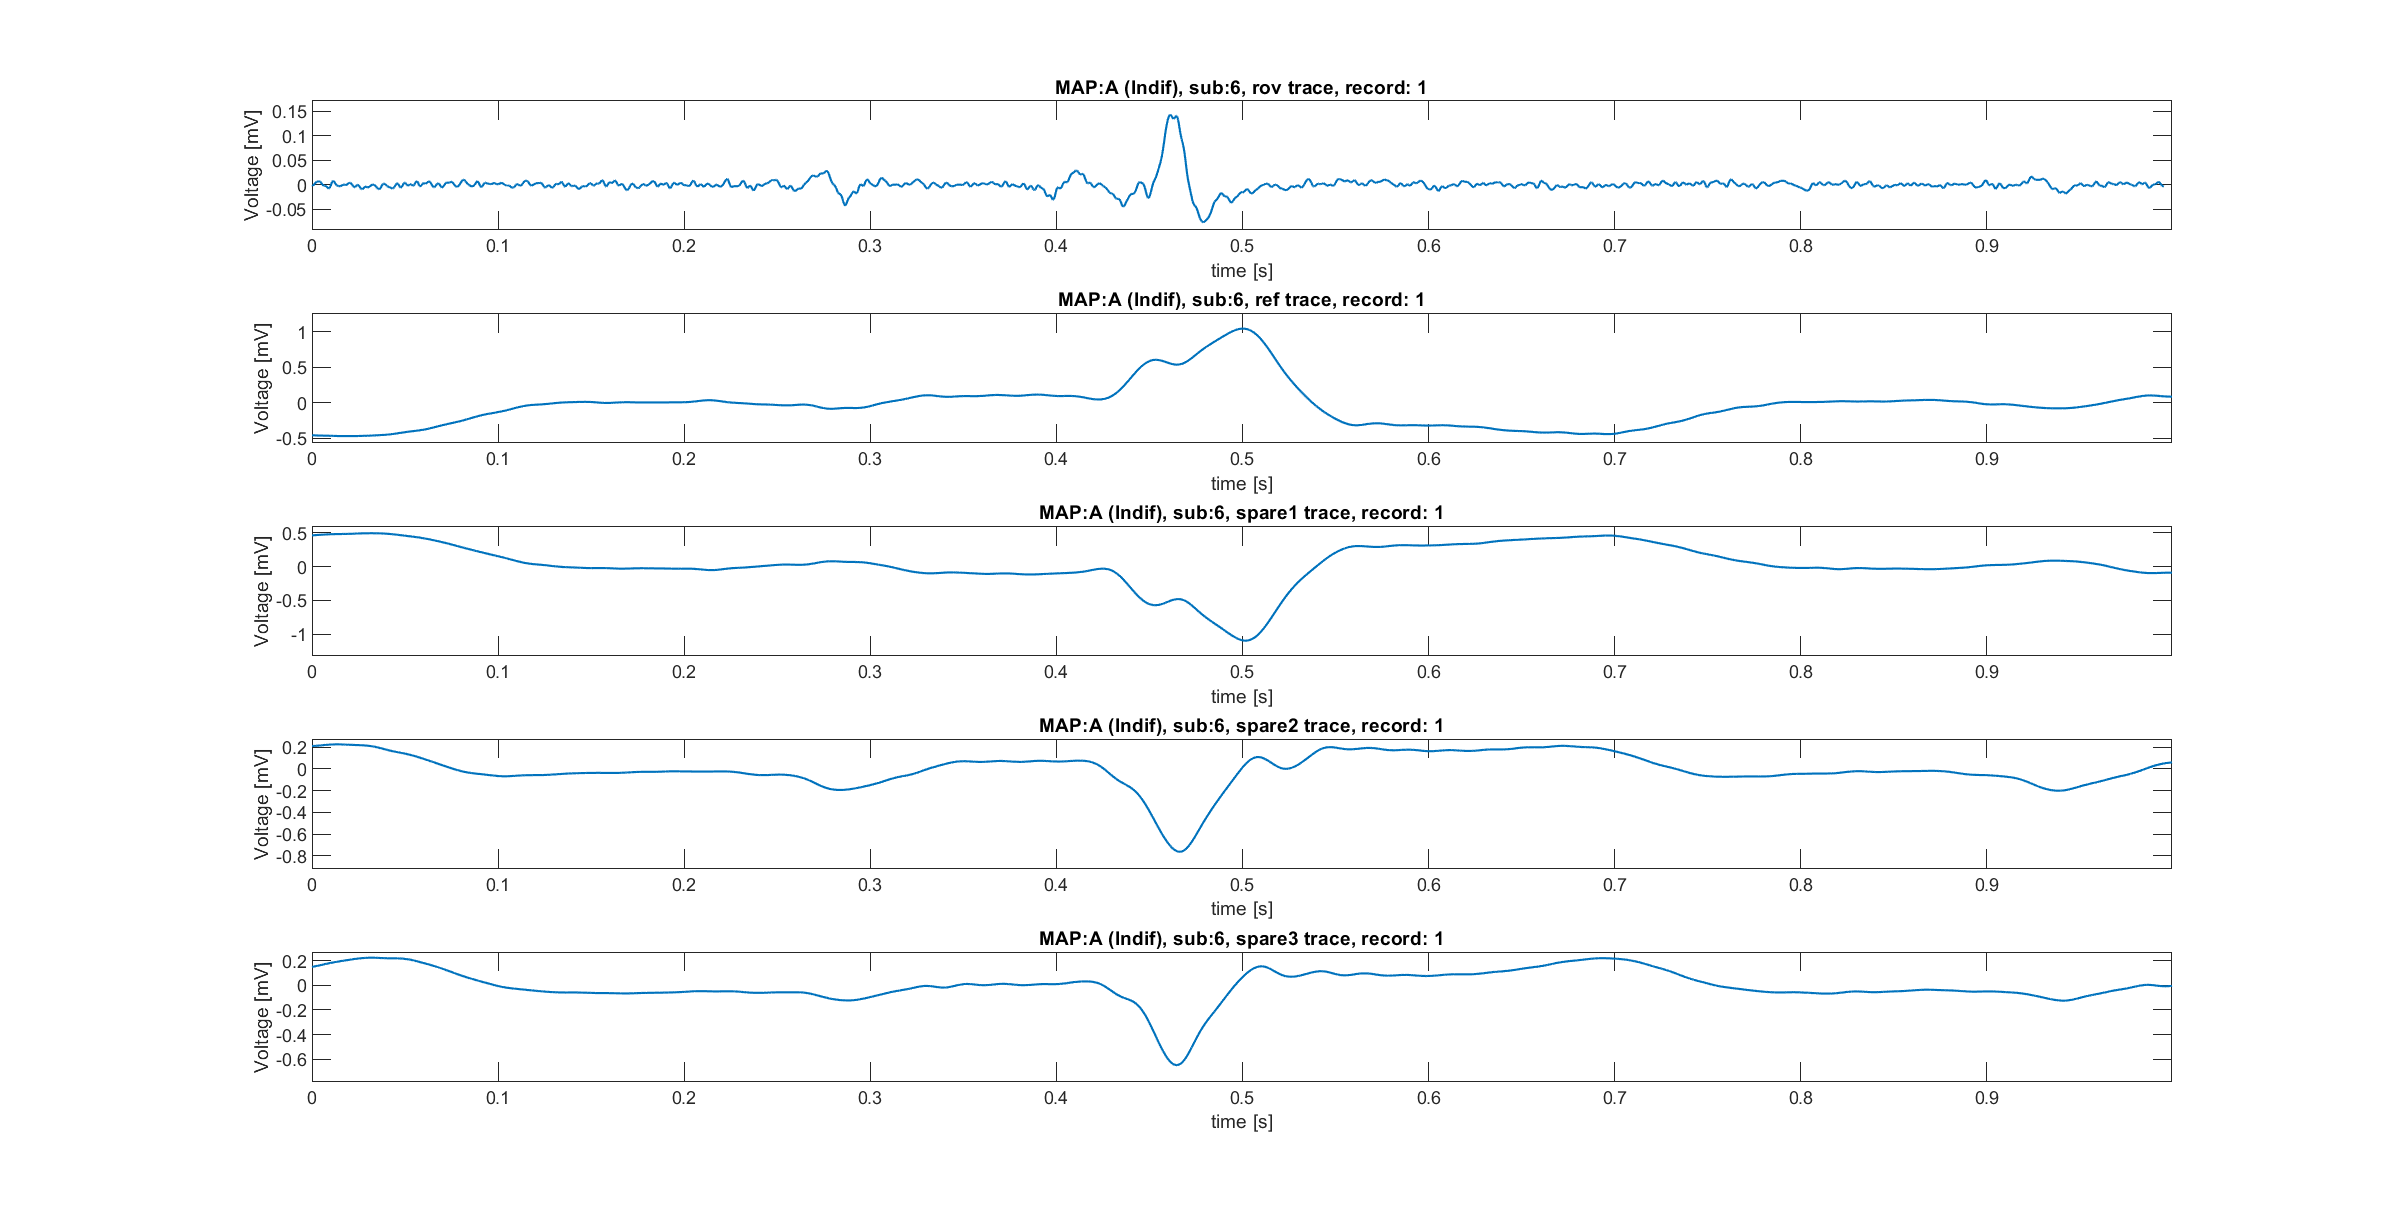 MAP:A (Indif), sub:6, rov trace, record: 1
Voltage [mV]
0.15
0.1
0.05
0
-0.05
0 0.1 0.2 0.3 0.4 0.5 0.6 0.7 0.8 0.9
time [s]
MAP:A (Indif), sub:6, ref trace, record: 1
Voltage [mV]
1
0.5
0
-0.5
0 0.1 0.2 0.3 0.4 0.5 0.6 0.7 0.8 0.9
time [s]
MAP:A (Indif), sub:6, spare1 trace, record: 1
Voltage [mV]
0.5
0
-0.5
-1
0 0.1 0.2 0.3 0.4 0.5 0.6 0.7 0.8 0.9
time [s]
MAP:A (Indif), sub:6, spare2 trace, record: 1
Voltage [mV]
0.2
0
-0.2
-0.4
-0.6
-0.8
0 0.1 0.2 0.3 0.4 0.5 0.6 0.7 0.8 0.9
time [s]
MAP:A (Indif), sub:6, spare3 trace, record: 1
Voltage [mV]
0.2
0
-0.2
-0.4
-0.6
0 0.1 0.2 0.3 0.4 0.5 0.6 0.7 0.8 0.9
time [s]